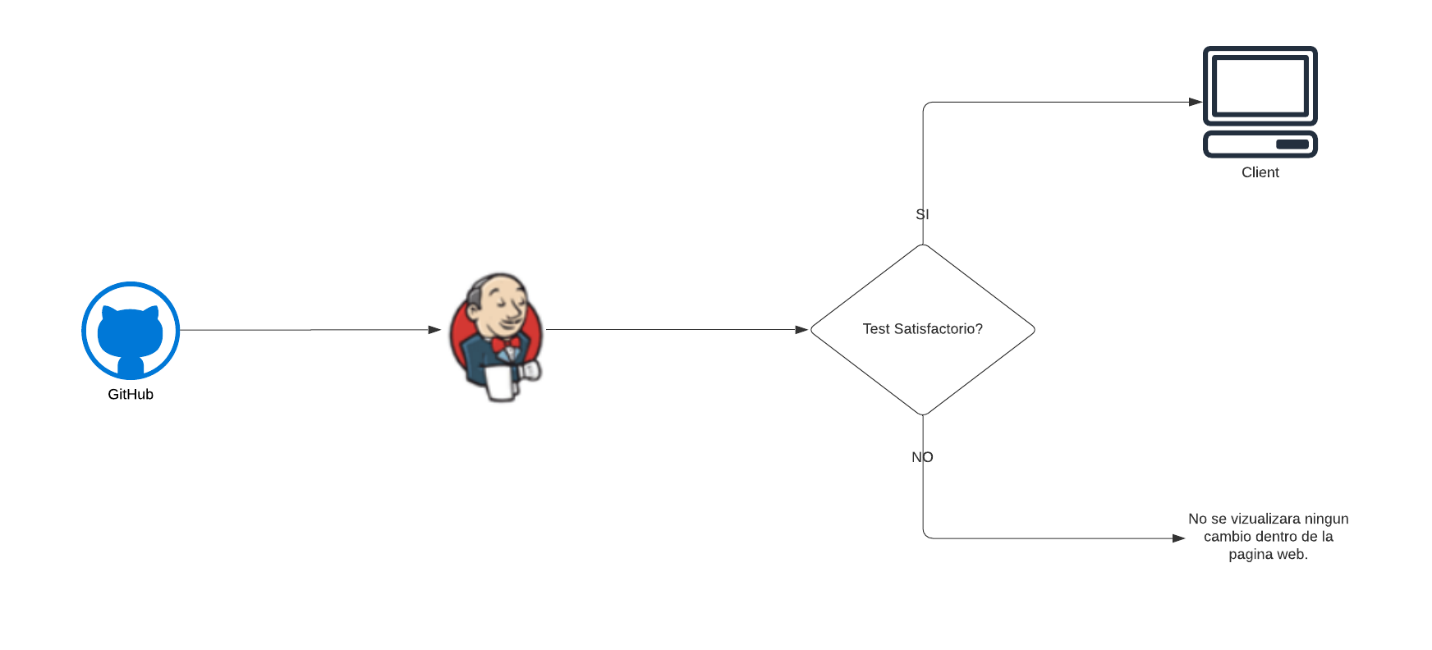 Client
SI
Test Satisfactorio?
GitHub
NO
No se vizualizara ningun
cambio dentro de la
pagina web.